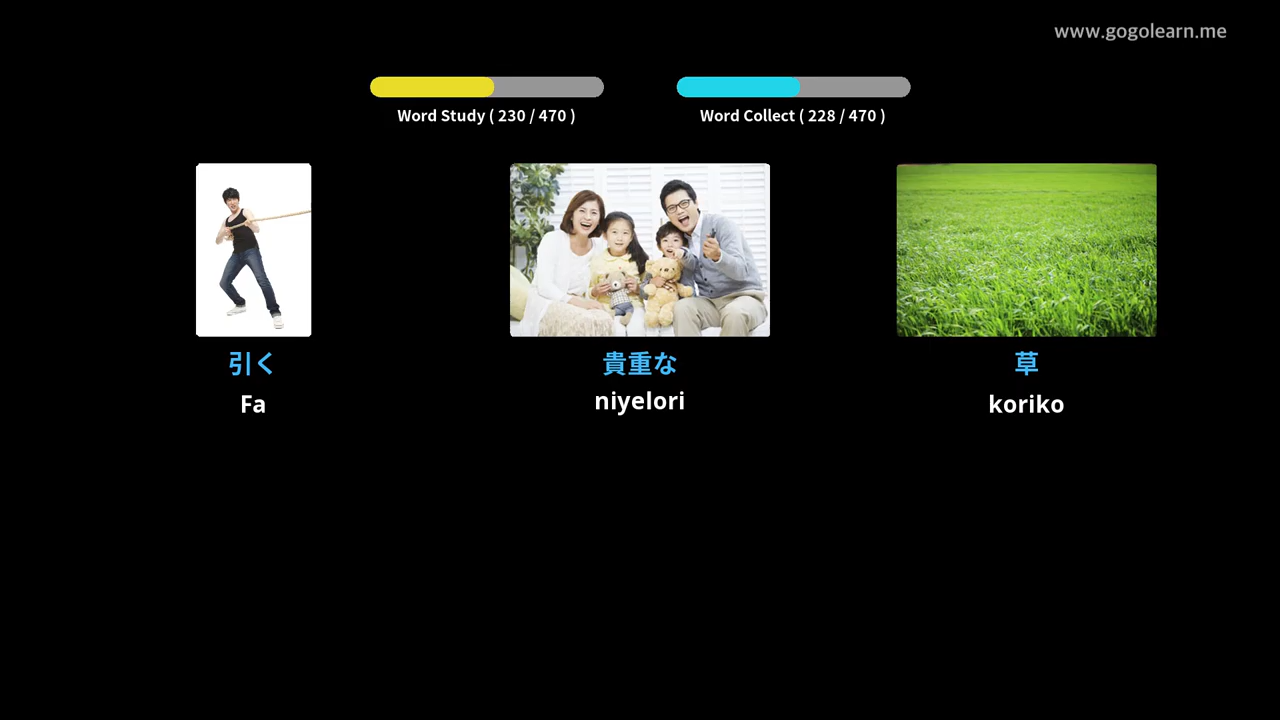 www.gogolearn.me
Word Study ( 230 / 470 )
Word Collect ( 228 / 470 )
引く
貴重な
草
Fa
niyelori
koriko